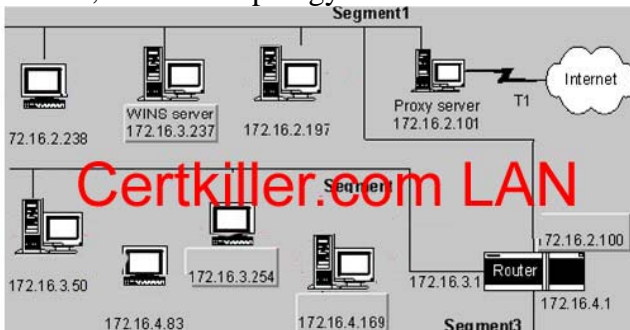 Segment1
Internet
T1
Proxy server
172.16.2.101
WINS server
172.16.3.237
172.16.2.197
72.16.2.238
Certkiller.com LAN
Segment
72.16.2.100
172.16.3.254
Router
172.16.3.1
172.16.3.50
172.16.4.1
172.16.4.83
172.16.4.169
Segment3